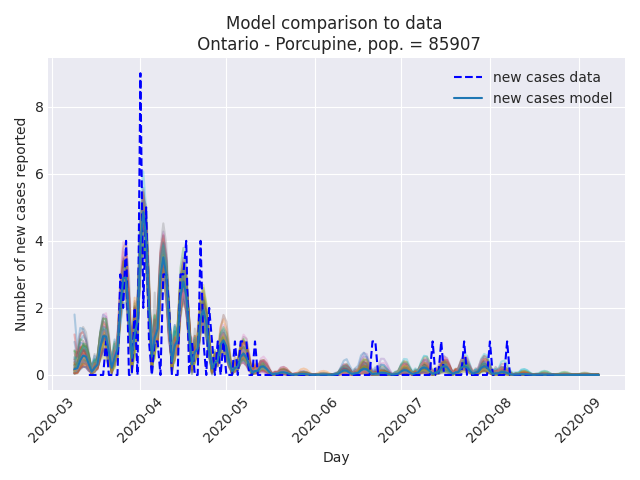 Model comparison to data
Ontario - Porcupine, pop. = 85907
new cases data
new cases model
Number of new cases reported
8
6
4
2
0
2020-03
2020-04
2020-05
2020-06
2020-07
2020-08
2020-09
Day